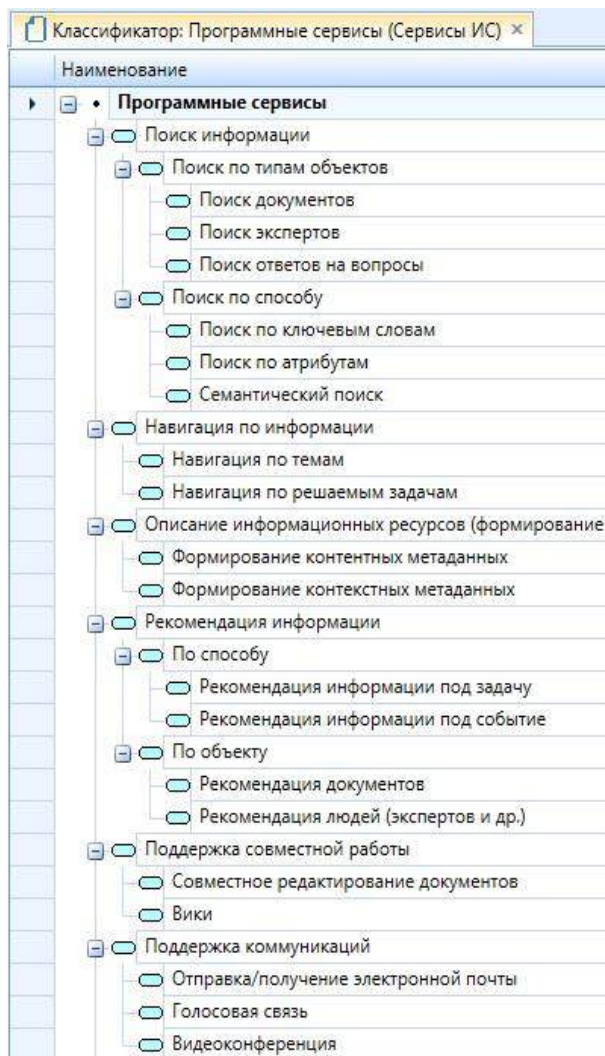 Классификатор: Программные сервисы (Сервисы ИС) ×
Наименование
Программные сервисы
Поиск информации
Поиск по типам объектов
Поиск документов
Поиск экспертов
Поиск ответов на вопросы
Поиск по способу
Поиск по ключевым словам
Поиск по атрибутам
Семантический поиск
Навигация по информации
Навигация по темам
Навигация по решаемым задачам
Описание информационных ресурсов (формирование
Формирование контентных метаданных
Формирование контекстных метаданных
Рекомендация информации
По способу
Рекомендация информации под задачу
Рекомендация информации под событие
По объекту
Рекомендация документов
Рекомендация людей (экспертов и др.)
Поддержка совместной работы
Совместное редактирование документов
Вики
Поддержка коммуникаций
Отправка/получение электронной почты
Голосовая связь
Видеоконференция